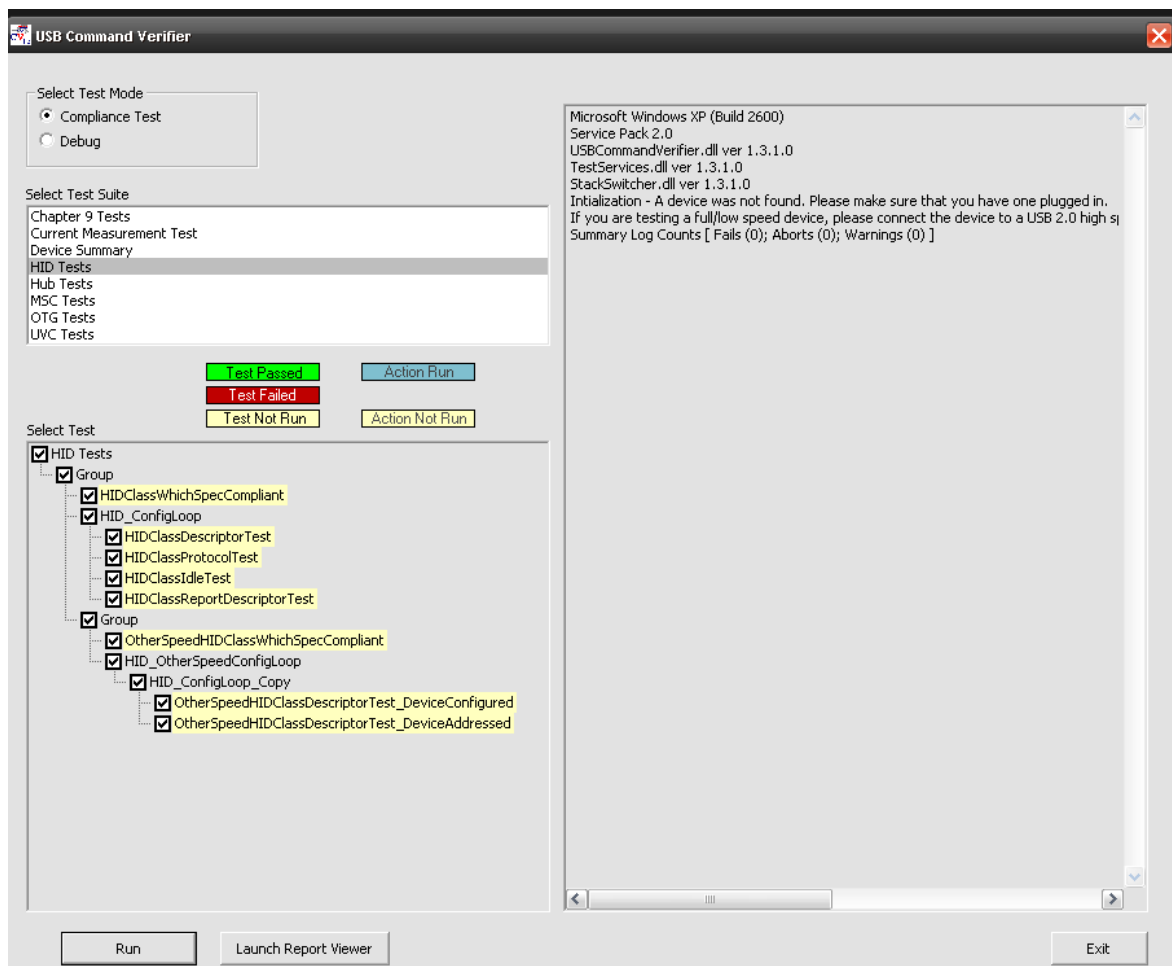 USB Command Verifier
Select Test Mode
Compliance Test
Debug
Select Test Suite
Chapter 9 Tests
Current Measurement Test
Device Summary
HID Tests
Hub Tests
MSC Tests
OTG Tests
UVC Tests
Test Passed
Action Run
Test Failed
Test Not Run
Action Not Run
Select Test
HID Tests
Group
HIDClassWhichSpecCompliant
HID_ConfigLoop
HIDClassDescriptorTest
HIDClassProtocolTest
HIDClassIdleTest
HIDClassReportDescriptorTest
Group
OtherSpeedHIDClassWhichSpecCompliant
HID_OtherSpeedConfigLoop
HID_ConfigLoop_Copy
OtherSpeedHIDClassDescriptorTest_DeviceConfigured
OtherSpeedHIDClassDescriptorTest_DeviceAddressed
Microsoft Windows XP (Build 2600)
Service Pack 2.0
USBCommandVerifier.dll ver 1.3.1.0
TestServices.dll ver 1.3.1.0
StackSwitcher.dll ver 1.3.1.0
Intialization - A device was not found. Please make sure that you have one plugged in.
If you are testing a full/low speed device, please connect the device to a USB 2.0 high
Summary Log Counts [ Fails (0); Aborts (0); Warnings (0) ]
Run
Launch Report Viewer
Exit